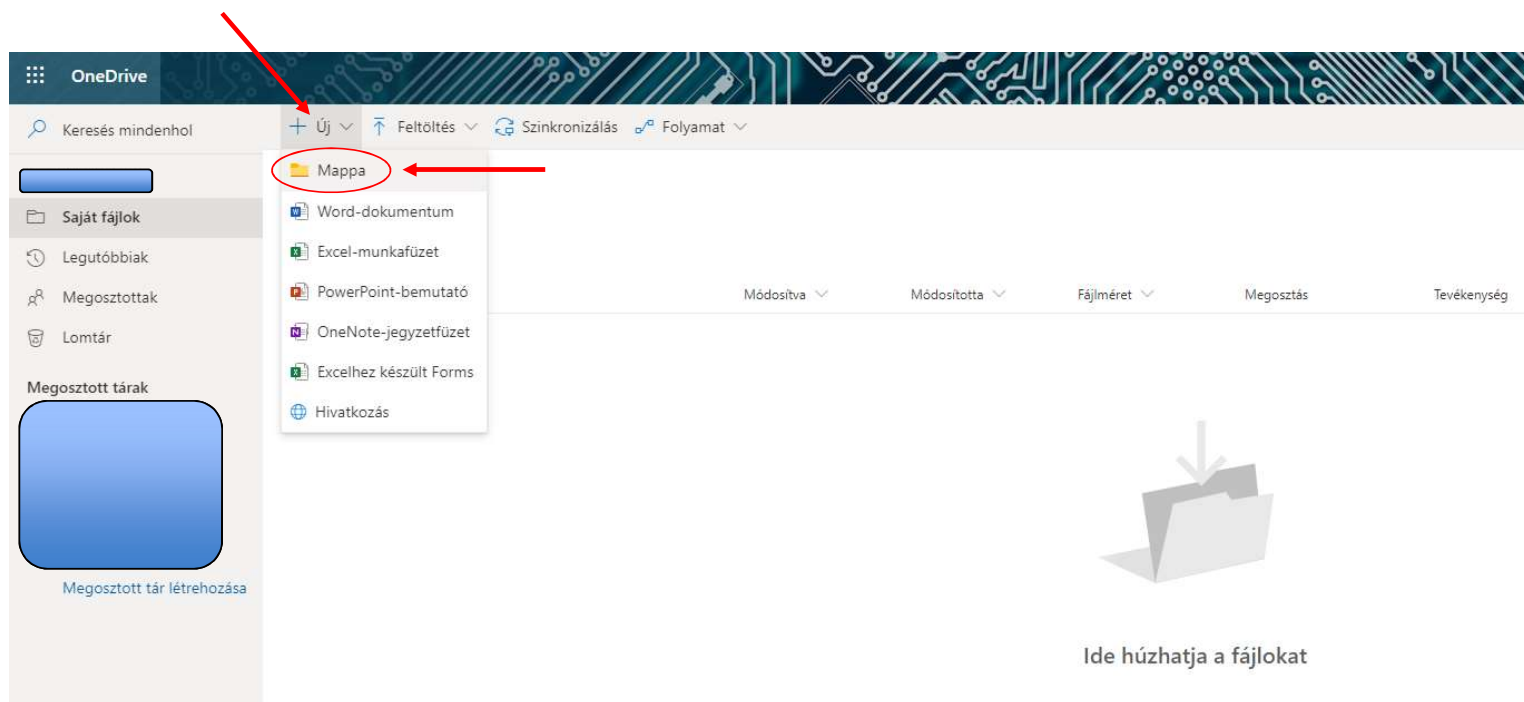 OneDrive
Keresés mindenhol
Új
Feltöltés
Szinkronizálás
Folyamat
Saját fájlok
Legutóbbiak
Megosztottak
Lomtár
Megosztott tárak
Megosztott tár létrehozása
Mappa
Word-dokumentum
Excel-munkafüzet
PowerPoint-bemutató
OneNote-jegyzetfüzet
Excelhez készült Forms
Hivatkozás
Módosítva
Módosította
Fájlméret
Megosztás
Tevékenység
Ide húzhatja a fájlokat